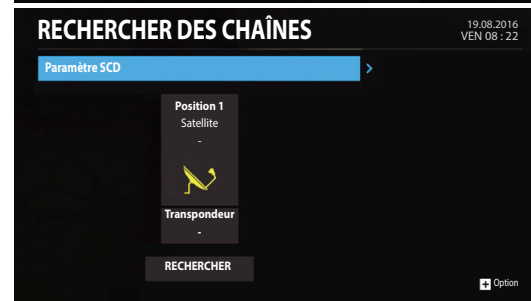 RECHERCHER DES CHAÎNES
19.08.2016
VEN 08 : 22
Paramètre SCD
Position 1
Satellite
-
Transpondeur
-
RECHERCHER
Option